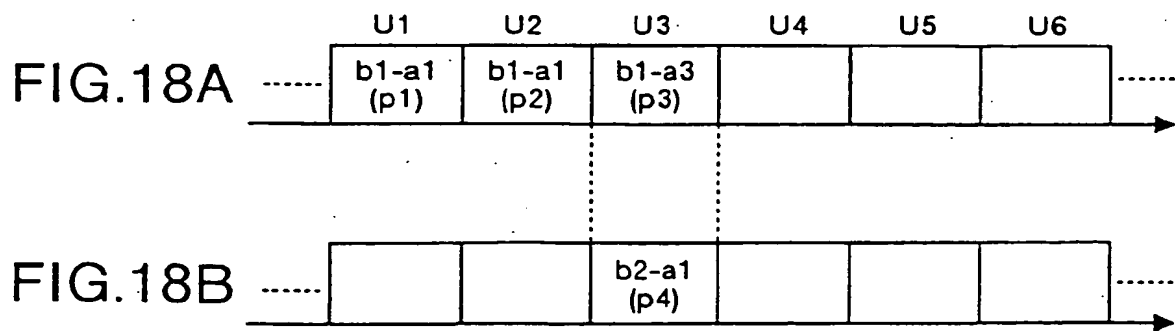 U1 U2 U3 U4 U5 U6
FIG.18A
b1-a1 b1-a1 b1-a3
(p1) (p2) (p3)
FIG.18B
b2-a1
(p4)